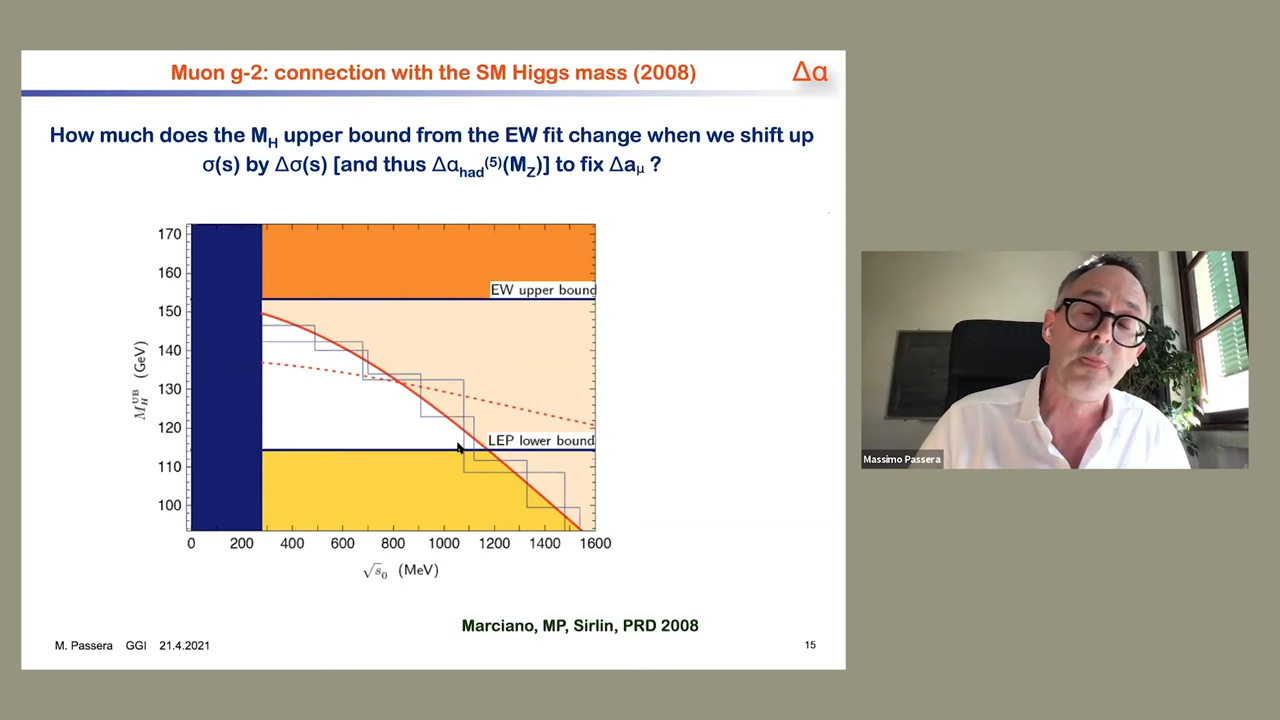 Muon g-2: connection with the SM Higgs mass (2008)
Δα
How much does the M_H upper bound from the EW fit change when we shift up
σ(s) by Δσ(s) [and thus Δα_had^(5)(M_Z)] to fix Δa_μ ?
170
160
150
140
130
120
110
100
M_H^UB (GeV)
EW upper bound
LEP lower bound
0 200 400 600 800 1000 1200 1400 1600
√s_0 (MeV)
Marciano, MP, Sirlin, PRD 2008
M. Passera GGI 21.4.2021
15
Massimo Passera